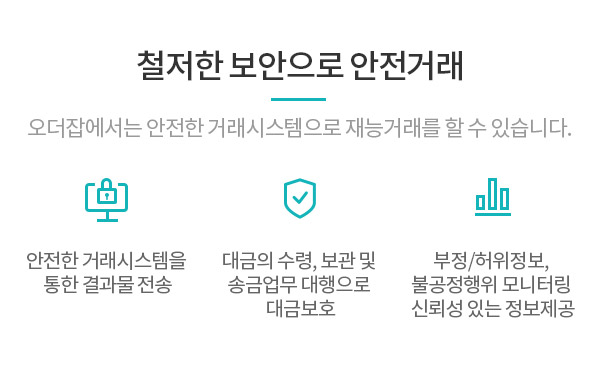 철저한 보안으로 안전거래
오더잡에서는 안전한 거래시스템으로 재능거래를 할 수 있습니다.
안전한 거래시스템을
통한 결과물 전송
대금의 수령, 보관 및
송금업무 대행으로
대금보호
부정/허위정보,
불공정행위 모니터링
신뢰성 있는 정보제공